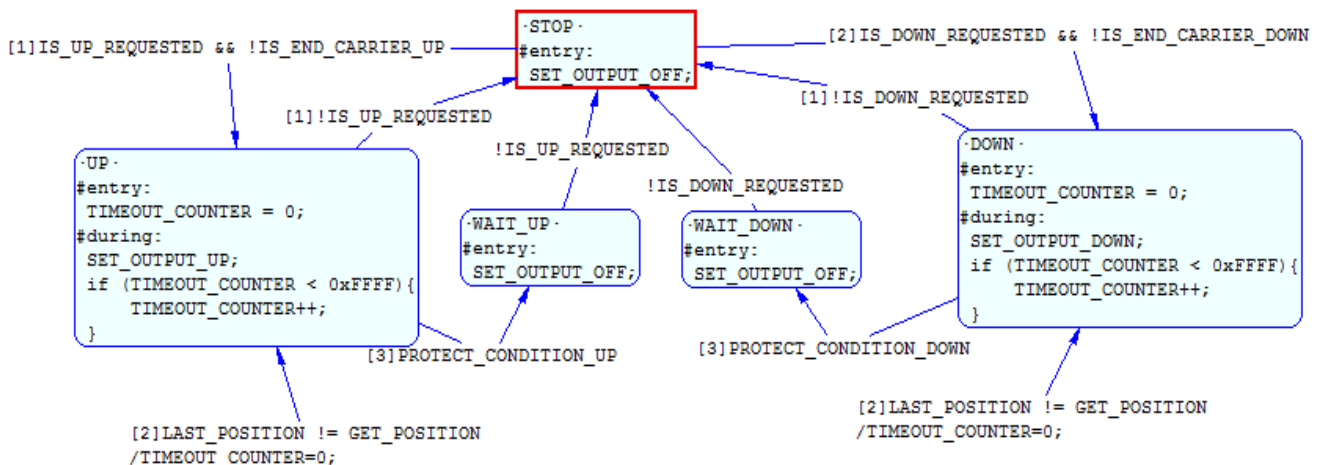 ·STOP·
#entry:
SET_OUTPUT_OFF;
[1]IS_UP_REQUESTED && !IS_END_CARRIER_UP
[2]IS_DOWN_REQUESTED && !IS_END_CARRIER_DOWN
[1]!IS_UP_REQUESTED
[1]!IS_DOWN_REQUESTED
!IS_UP_REQUESTED
!IS_DOWN_REQUESTED
·UP·
#entry:
TIMEOUT_COUNTER = 0;
#during:
SET_OUTPUT_UP;
if (TIMEOUT_COUNTER < 0xFFFF){
TIMEOUT_COUNTER++;
}
·WAIT_UP·
#entry:
SET_OUTPUT_OFF;
·WAIT_DOWN·
#entry:
SET_OUTPUT_OFF;
·DOWN·
#entry:
TIMEOUT_COUNTER = 0;
#during:
SET_OUTPUT_DOWN;
if (TIMEOUT_COUNTER < 0xFFFF){
TIMEOUT_COUNTER++;
}
[3]PROTECT_CONDITION_UP
[3]PROTECT_CONDITION_DOWN
[2]LAST_POSITION != GET_POSITION
/TIMEOUT_COUNTER=0;
[2]LAST_POSITION != GET_POSITION
/TIMEOUT_COUNTER=0;